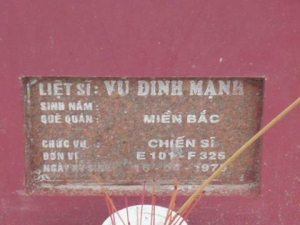 LIỆT SĨ: VŨ ĐÌNH MẠNH
SINH NĂM:
QUÊ QUÁN: MIỀN BẮC
CHỨC VỤ: CHIẾN SĨ
ĐƠN VỊ E 101 - F 325
NGÀY